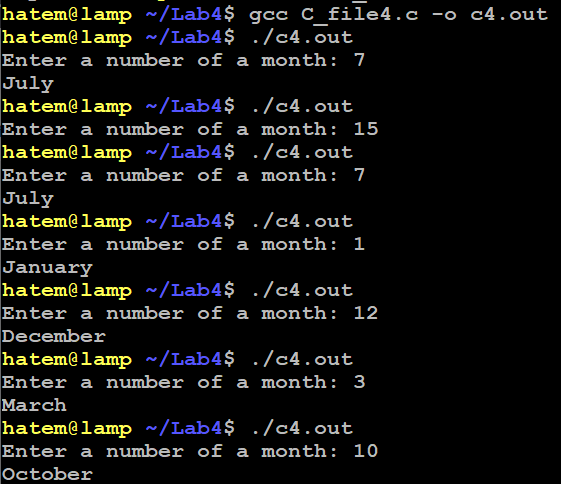 hatem@lamp ~/Lab4$ gcc C_file4.c -o c4.out
hatem@lamp ~/Lab4$ ./c4.out
Enter a number of a month: 7
July
hatem@lamp ~/Lab4$ ./c4.out
Enter a number of a month: 15
hatem@lamp ~/Lab4$ ./c4.out
Enter a number of a month: 7
July
hatem@lamp ~/Lab4$ ./c4.out
Enter a number of a month: 1
January
hatem@lamp ~/Lab4$ ./c4.out
Enter a number of a month: 12
December
hatem@lamp ~/Lab4$ ./c4.out
Enter a number of a month: 3
March
hatem@lamp ~/Lab4$ ./c4.out
Enter a number of a month: 10
October